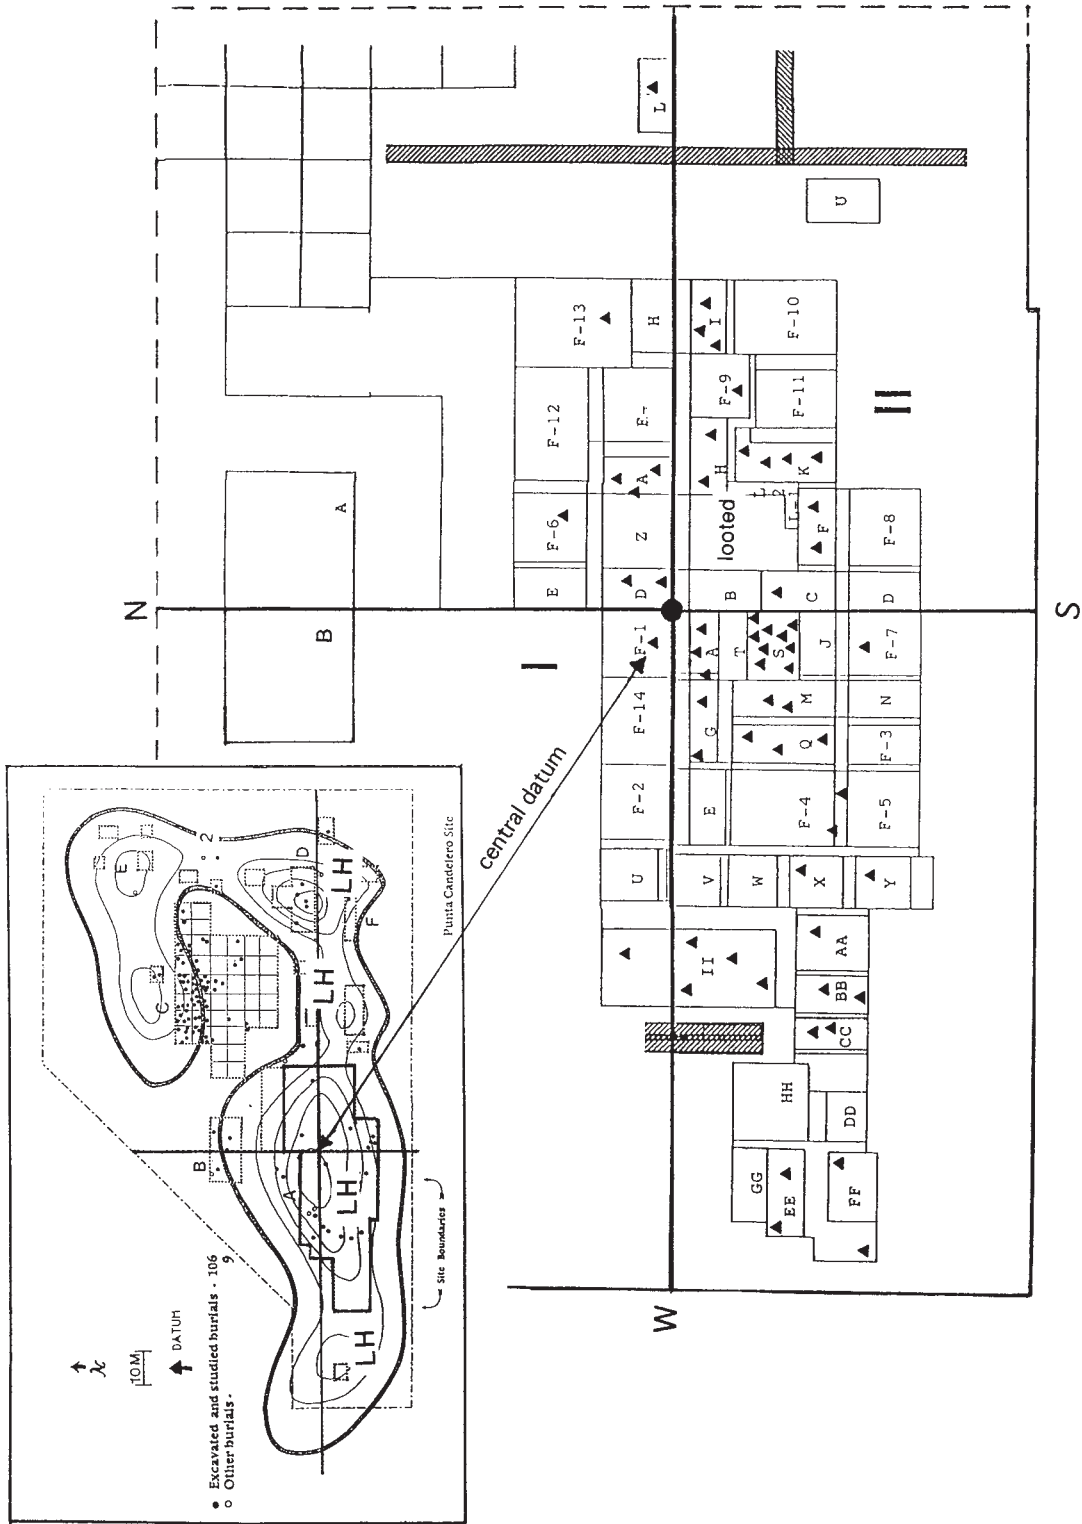 N
A
B
I
L
U
F-13
H
I
F-10
F-12
E-
F-9
F-11
II
A
H
K
F-6
Z
looted
L-2
L-1
F
F-8
E
D
B
C
D
F-1
A
T
S
J
F-7
S
F-14
G
M
N
Q
F-3
F-2
E
F-4
F-5
U
V
W
X
Y
II
AA
BB
CC
HH
DD
GG
EE
FF
W
central datum
Punta Candelero Site
E
2
D
LH
F
C
LH
B
A
LH
LH
Site Boundaries
N
10M
DATUM
Excavated and studied burials - 106
Other burials - 9